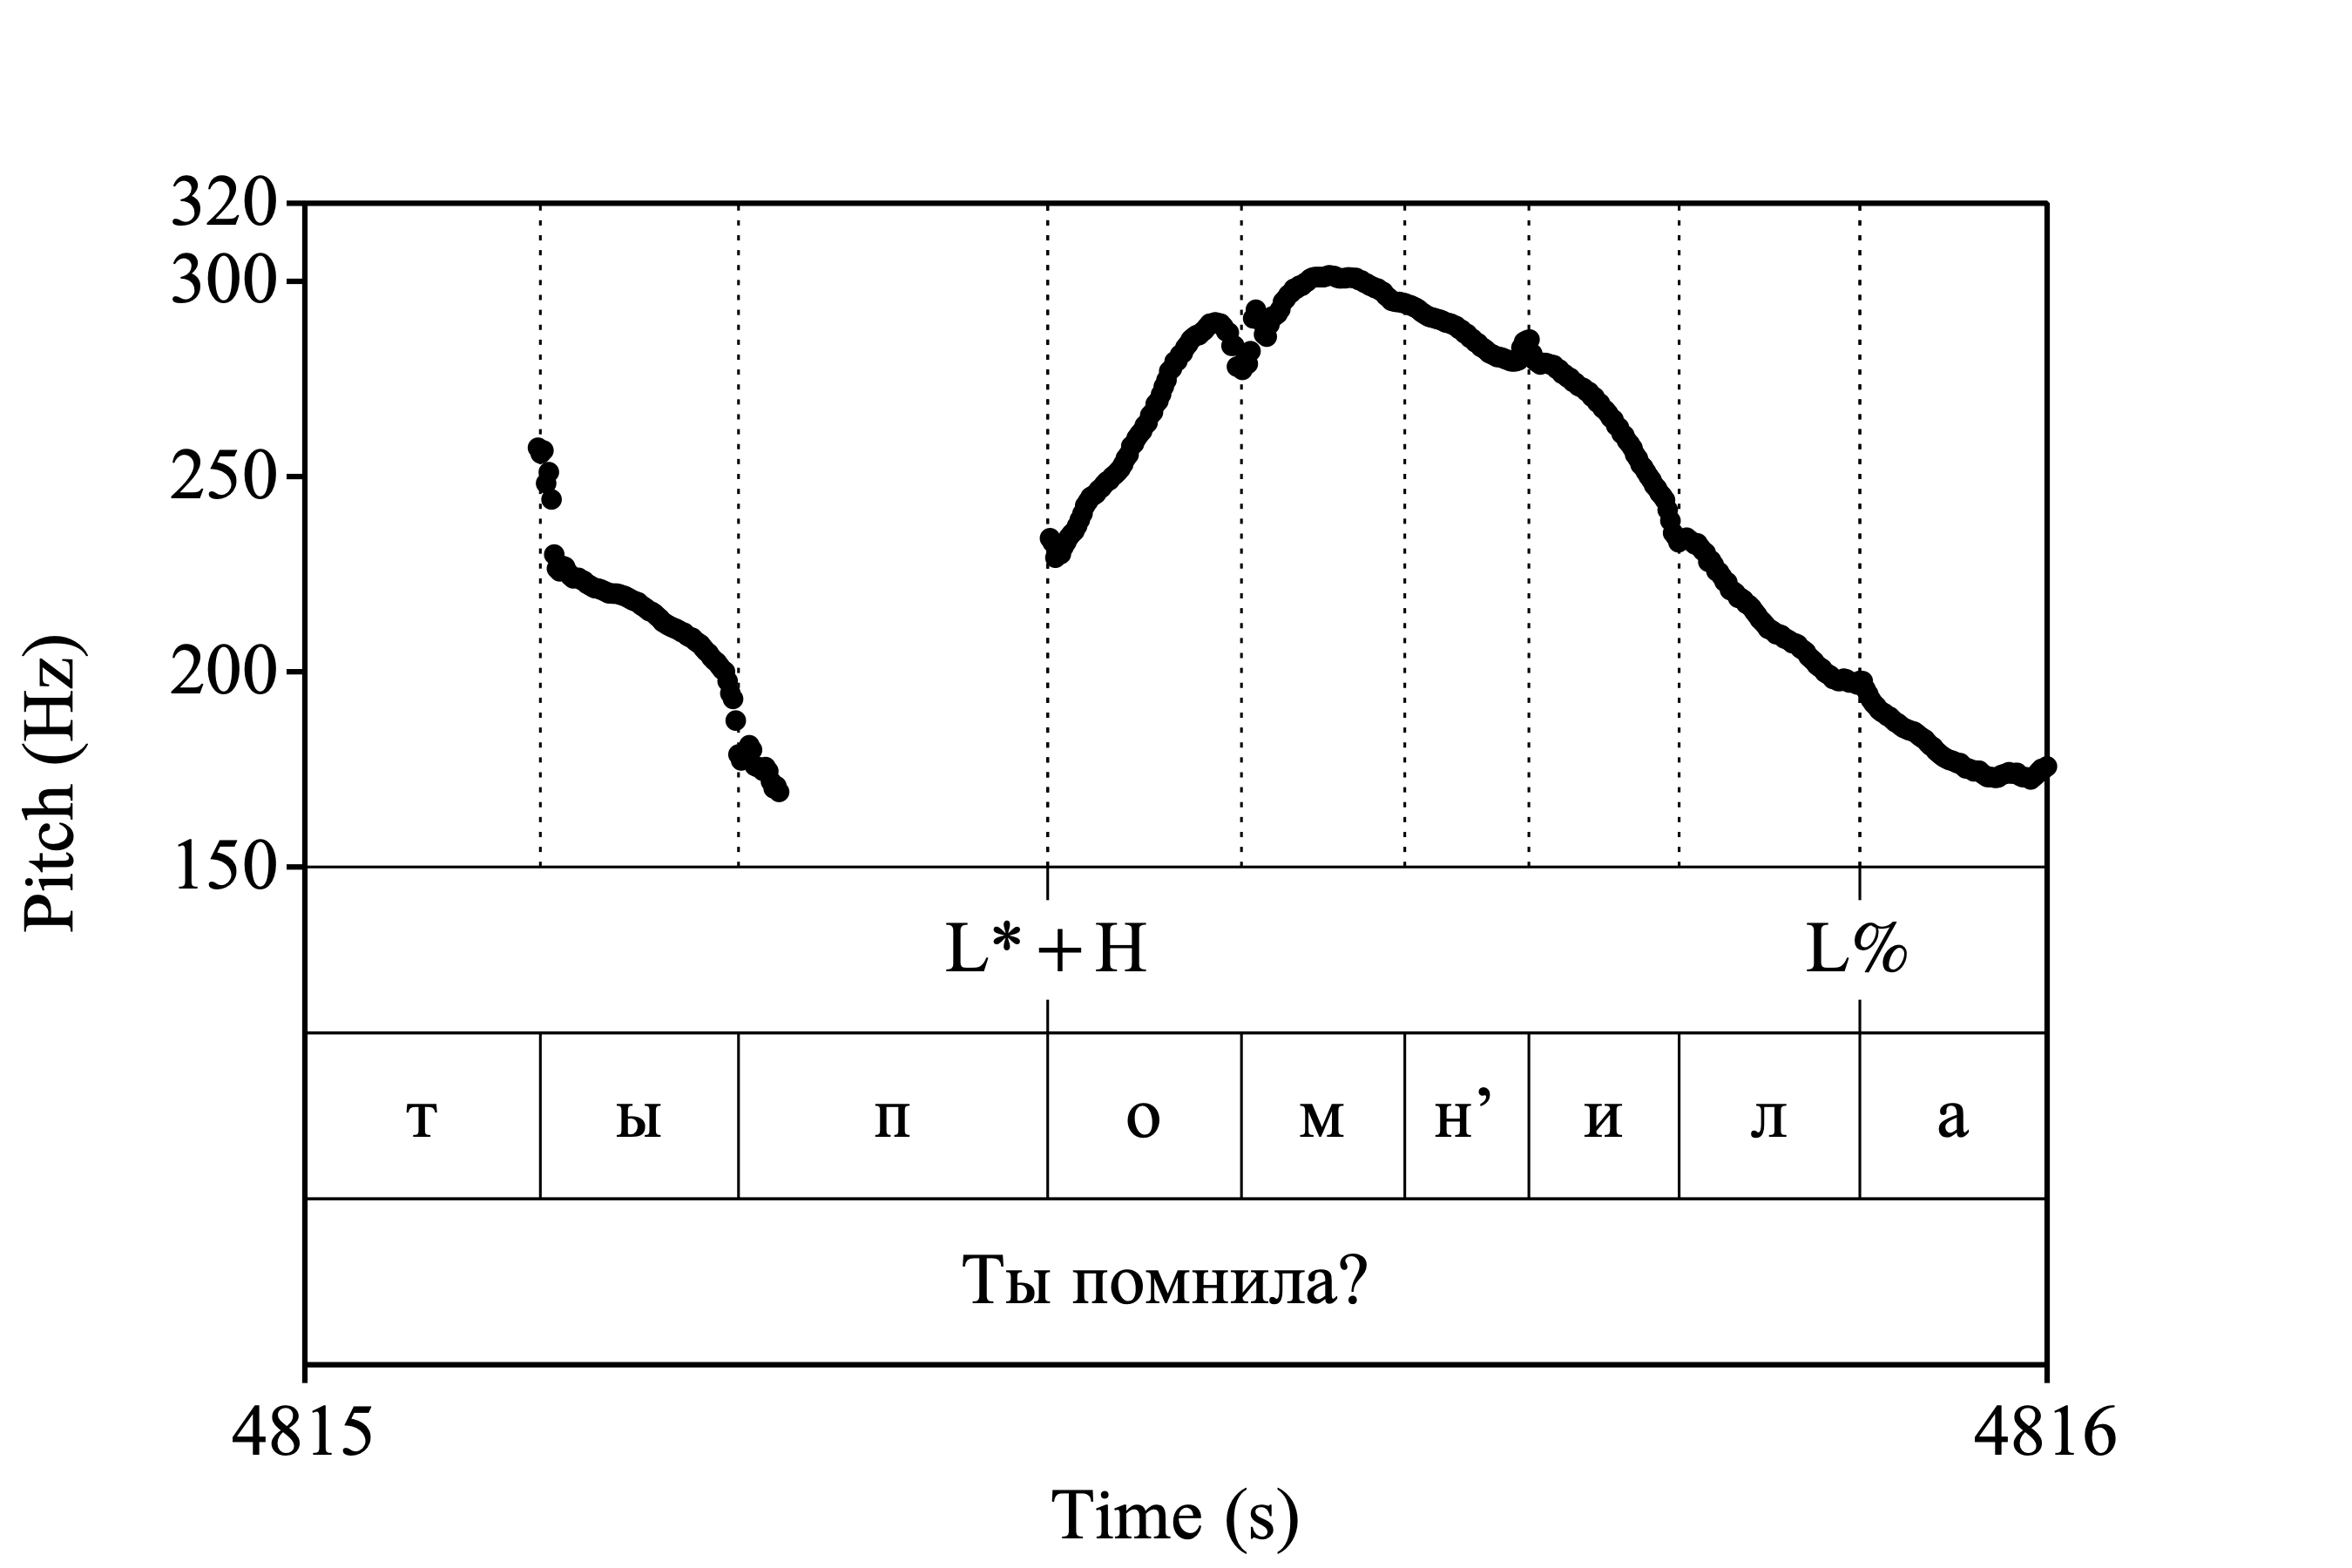 320
300
250
200
150
Pitch (Hz)
L* + H L%
т ы п о м н’ и л а
Ты помнила?
4815 4816
Time (s)